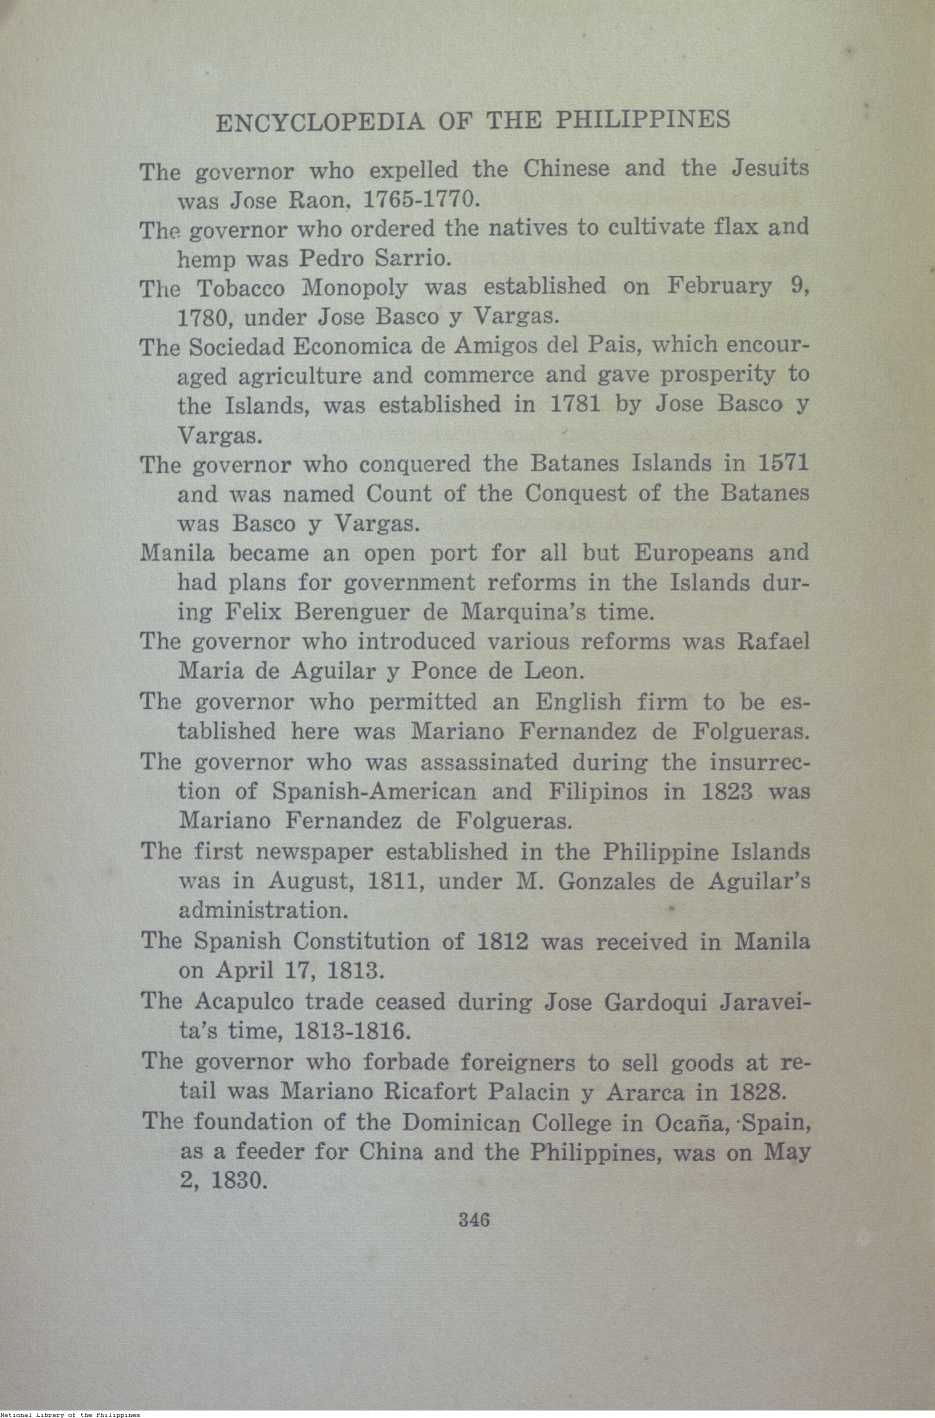 ENCYCLOPEDIA OF THE PHILIPPINES
The governor who expelled the Chinese and the Jesuits
was Jose Raon, 1765-1770.
The governor who ordered the natives to cultivate flax and
hemp was Pedro Sarrio.
The Tobacco Monopoly was established on February 9,
1780, under Jose Basco y Vargas.
The Sociedad Economica de Amigos del Pais, which encour-
aged agriculture and commerce and gave prosperity to
the Islands, was established in 1781 by Jose Basco y
Vargas.
The governor who conquered the Batanes Islands in 1571
and was named Count of the Conquest of the Batanes
was Basco y Vargas.
Manila became an open port for all but Europeans and
had plans for government reforms in the Islands dur-
ing Felix Berenguer de Marquina's time.
The governor who introduced various reforms was Rafael
Maria de Aguilar y Ponce de Leon.
The governor who permitted an English firm to be es-
tablished here was Mariano Fernandez de Folgueras.
The governor who was assassinated during the insurrec-
tion of Spanish-American and Filipinos in 1823 was
Mariano Fernandez de Folgueras.
The first newspaper established in the Philippine Islands
was in August, 1811, under M. Gonzales de Aguilar's
administration.
The Spanish Constitution of 1812 was received in Manila
on April 17, 1813.
The Acapulco trade ceased during Jose Gardoqui Jaravei-
ta's time, 1813-1816.
The governor who forbade foreigners to sell goods at re-
tail was Mariano Ricafort Palacin y Ararca in 1828.
The foundation of the Dominican College in Ocaña, Spain,
as a feeder for China and the Philippines, was on May
2, 1830.
346
National Library of the Philippines